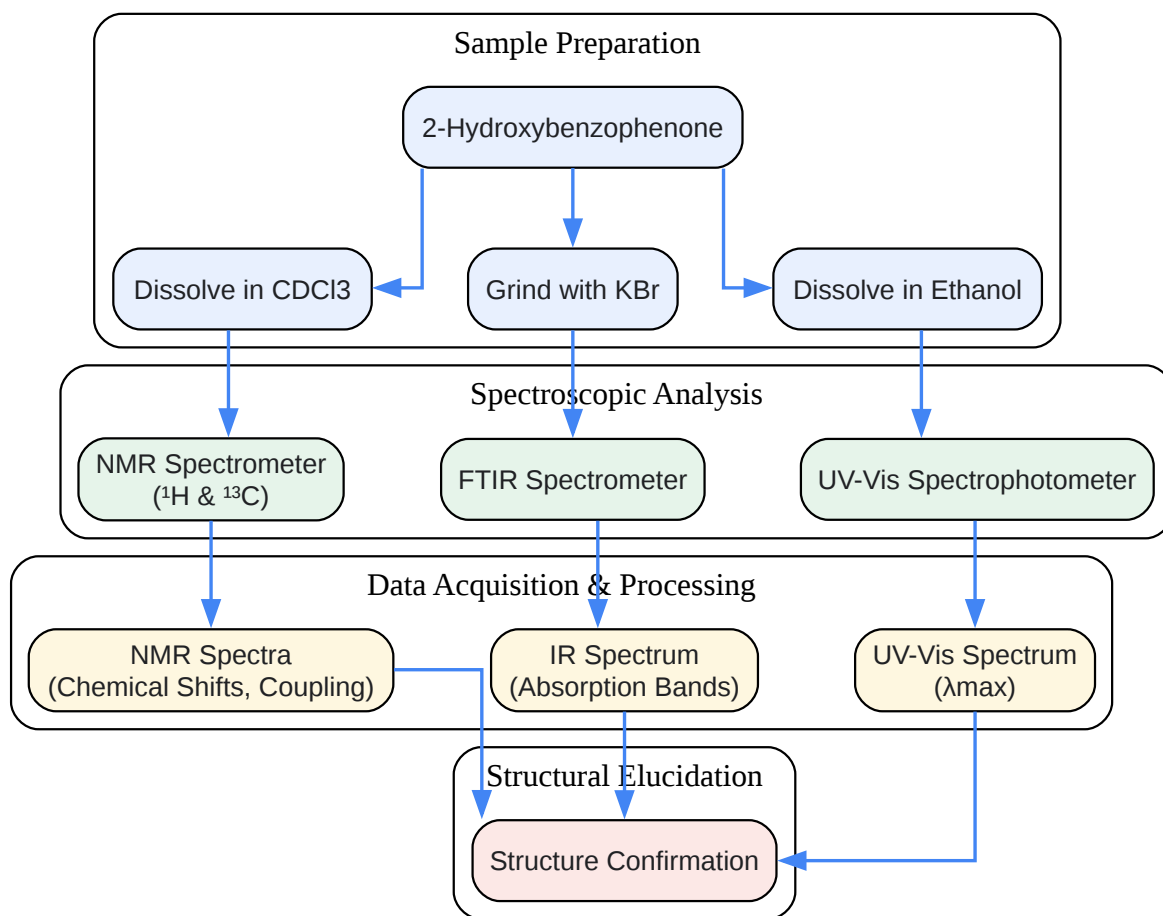 Sample Preparation
2-Hydroxybenzophenone
Dissolve in CDCl3
Grind with KBr
Dissolve in Ethanol
Spectroscopic Analysis
NMR Spectrometer
(¹H & ¹³C)
FTIR Spectrometer
UV-Vis Spectrophotometer
Data Acquisition & Processing
NMR Spectra
(Chemical Shifts, Coupling)
IR Spectrum
(Absorption Bands)
UV-Vis Spectrum
(λmax)
Structural Elucidation
Structure Confirmation